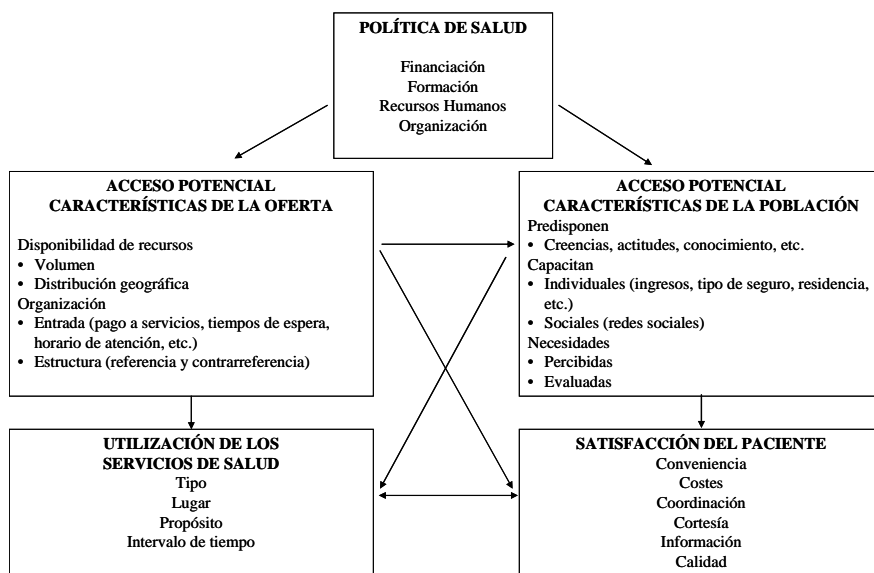 POLÍTICA DE SALUD
Financiación
Formación
Recursos Humanos
Organización
ACCESO POTENCIAL
CARACTERÍSTICAS DE LA OFERTA
Disponibilidad de recursos
• Volumen
• Distribución geográfica
Organización
• Entrada (pago a servicios, tiempos de espera,
horario de atención, etc.)
• Estructura (referencia y contrarreferencia)
ACCESO POTENCIAL
CARACTERÍSTICAS DE LA POBLACIÓN
Predisponen
• Creencias, actitudes, conocimiento, etc.
Capacitan
• Individuales (ingresos, tipo de seguro, residencia,
etc.)
• Sociales (redes sociales)
Necesidades
• Percibidas
• Evaluadas
UTILIZACIÓN DE LOS
SERVICIOS DE SALUD
Tipo
Lugar
Propósito
Intervalo de tiempo
SATISFACCIÓN DEL PACIENTE
Conveniencia
Costes
Coordinación
Cortesía
Información
Calidad